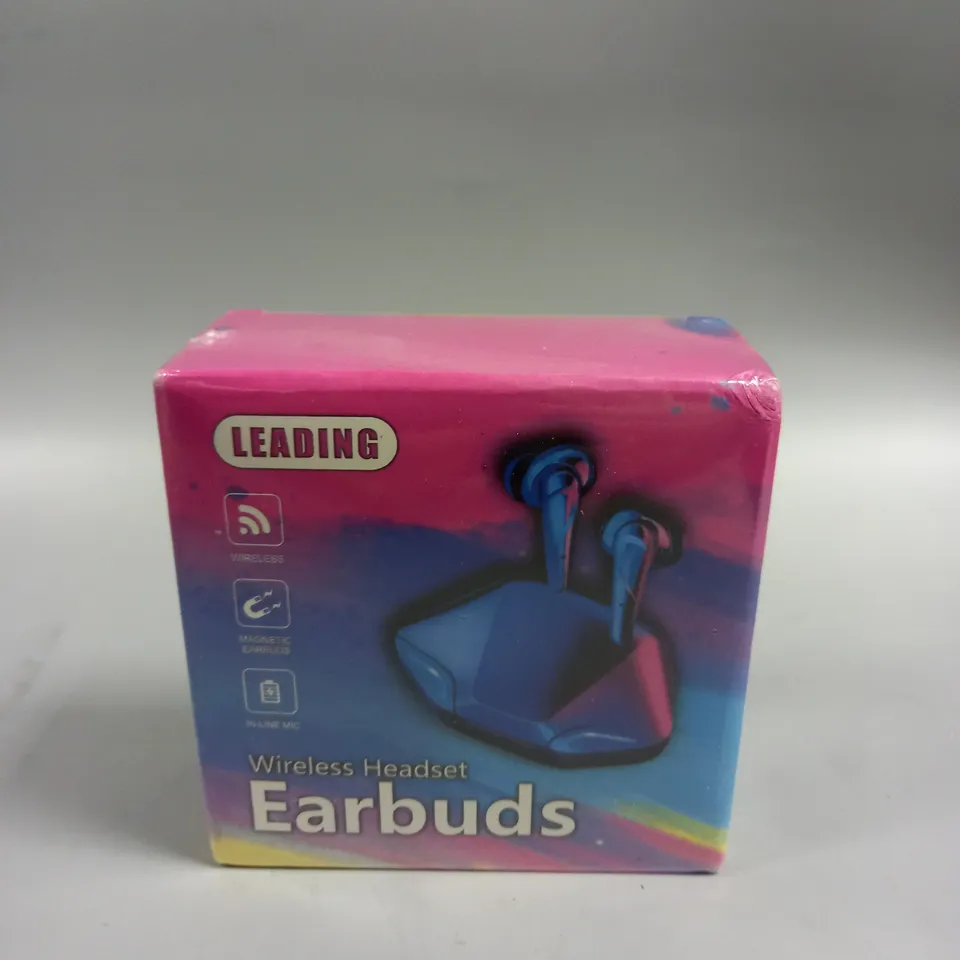 LEADING
WIRELESS
MAGNETIC
EARBUDS
IN-LINE MIC
Wireless Headset
Earbuds